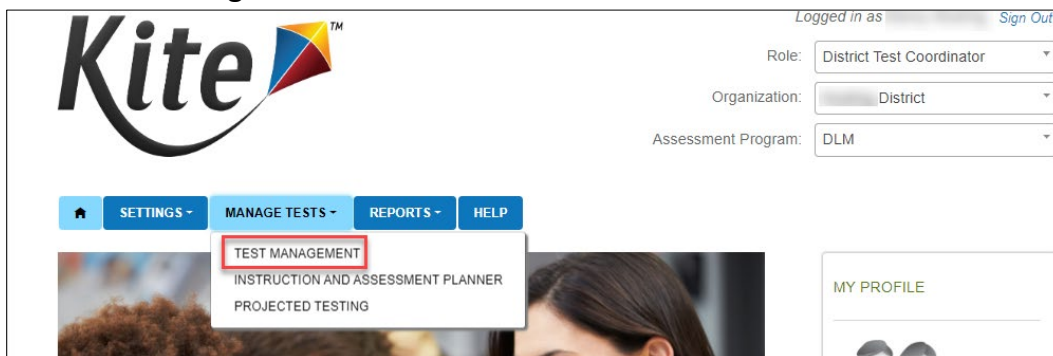 Kite™
Logged in as Sign Out
Role: District Test Coordinator
Organization: District
Assessment Program: DLM
SETTINGS MANAGE TESTS REPORTS HELP
TEST MANAGEMENT
INSTRUCTION AND ASSESSMENT PLANNER
PROJECTED TESTING
MY PROFILE